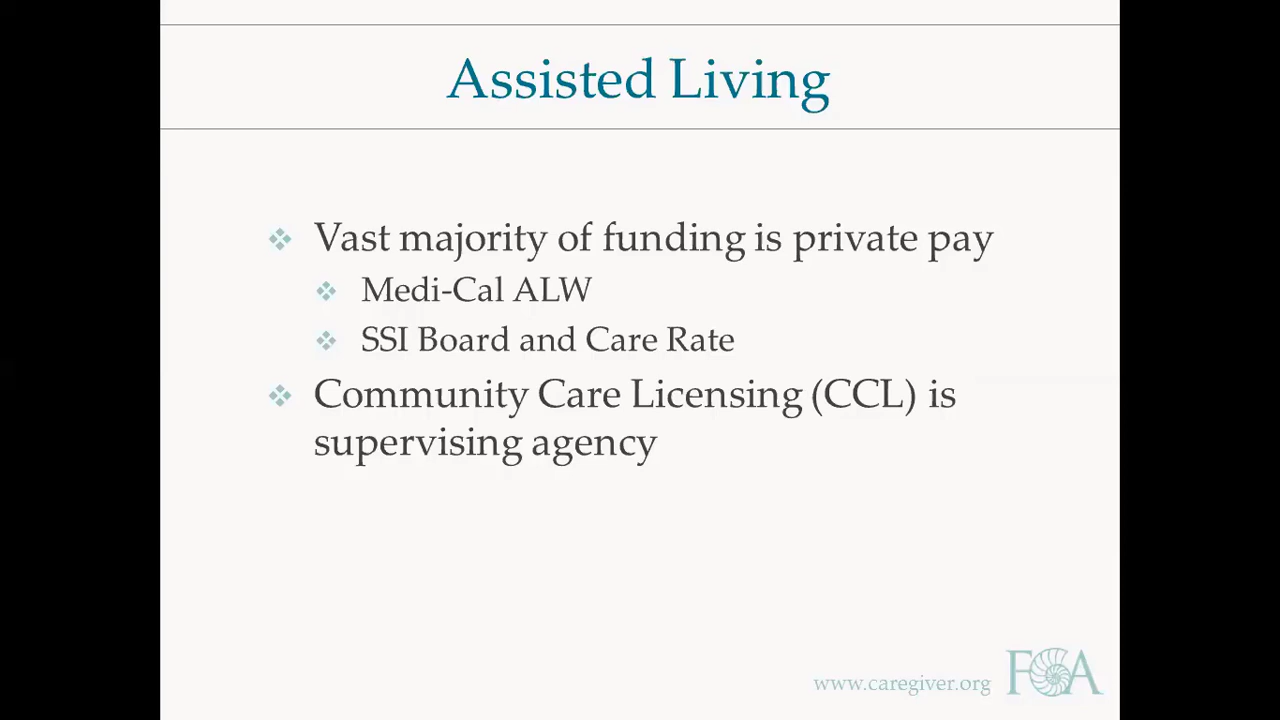 Assisted Living
Vast majority of funding is private pay
Medi-Cal ALW
SSI Board and Care Rate
Community Care Licensing (CCL) is
supervising agency
www.caregiver.org
FCA